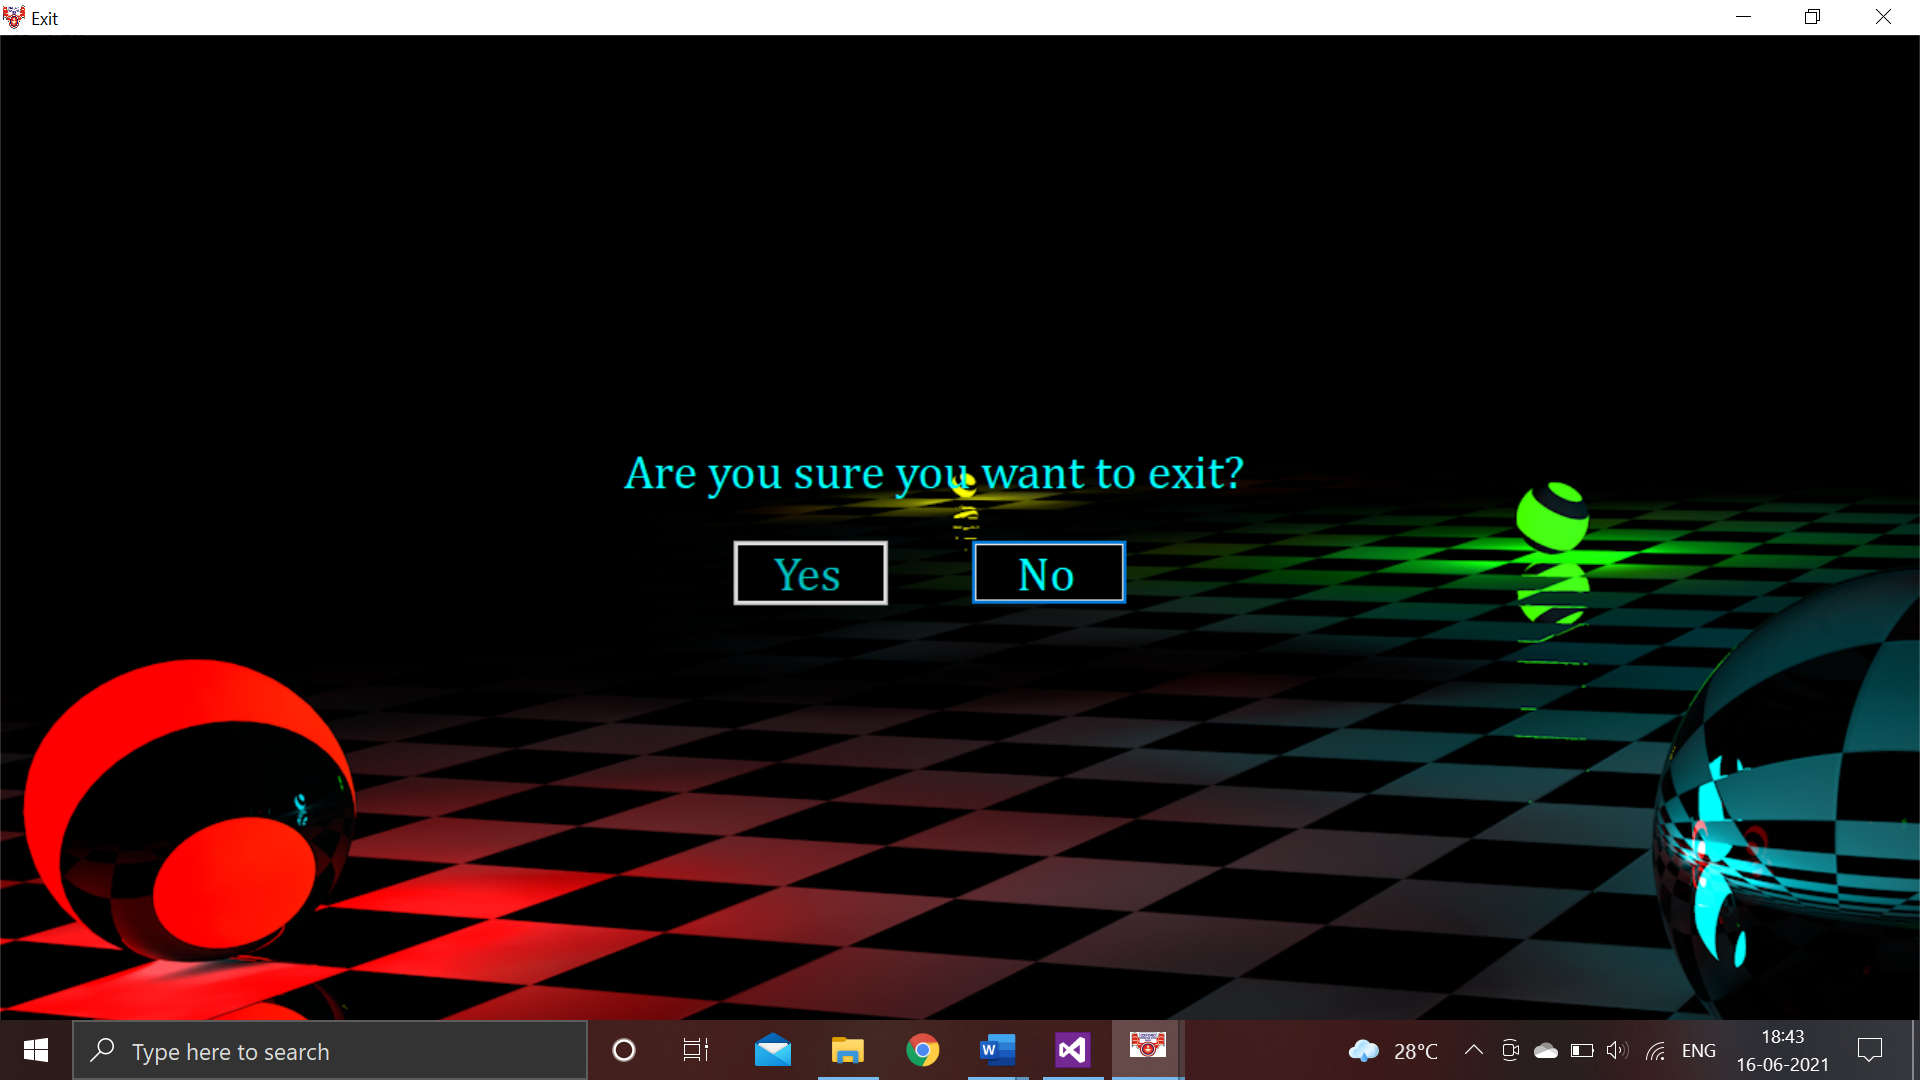 Exit
Are you sure you want to exit?
Yes
No
Type here to search
W
28°C
ENG
18:43
16-06-2021